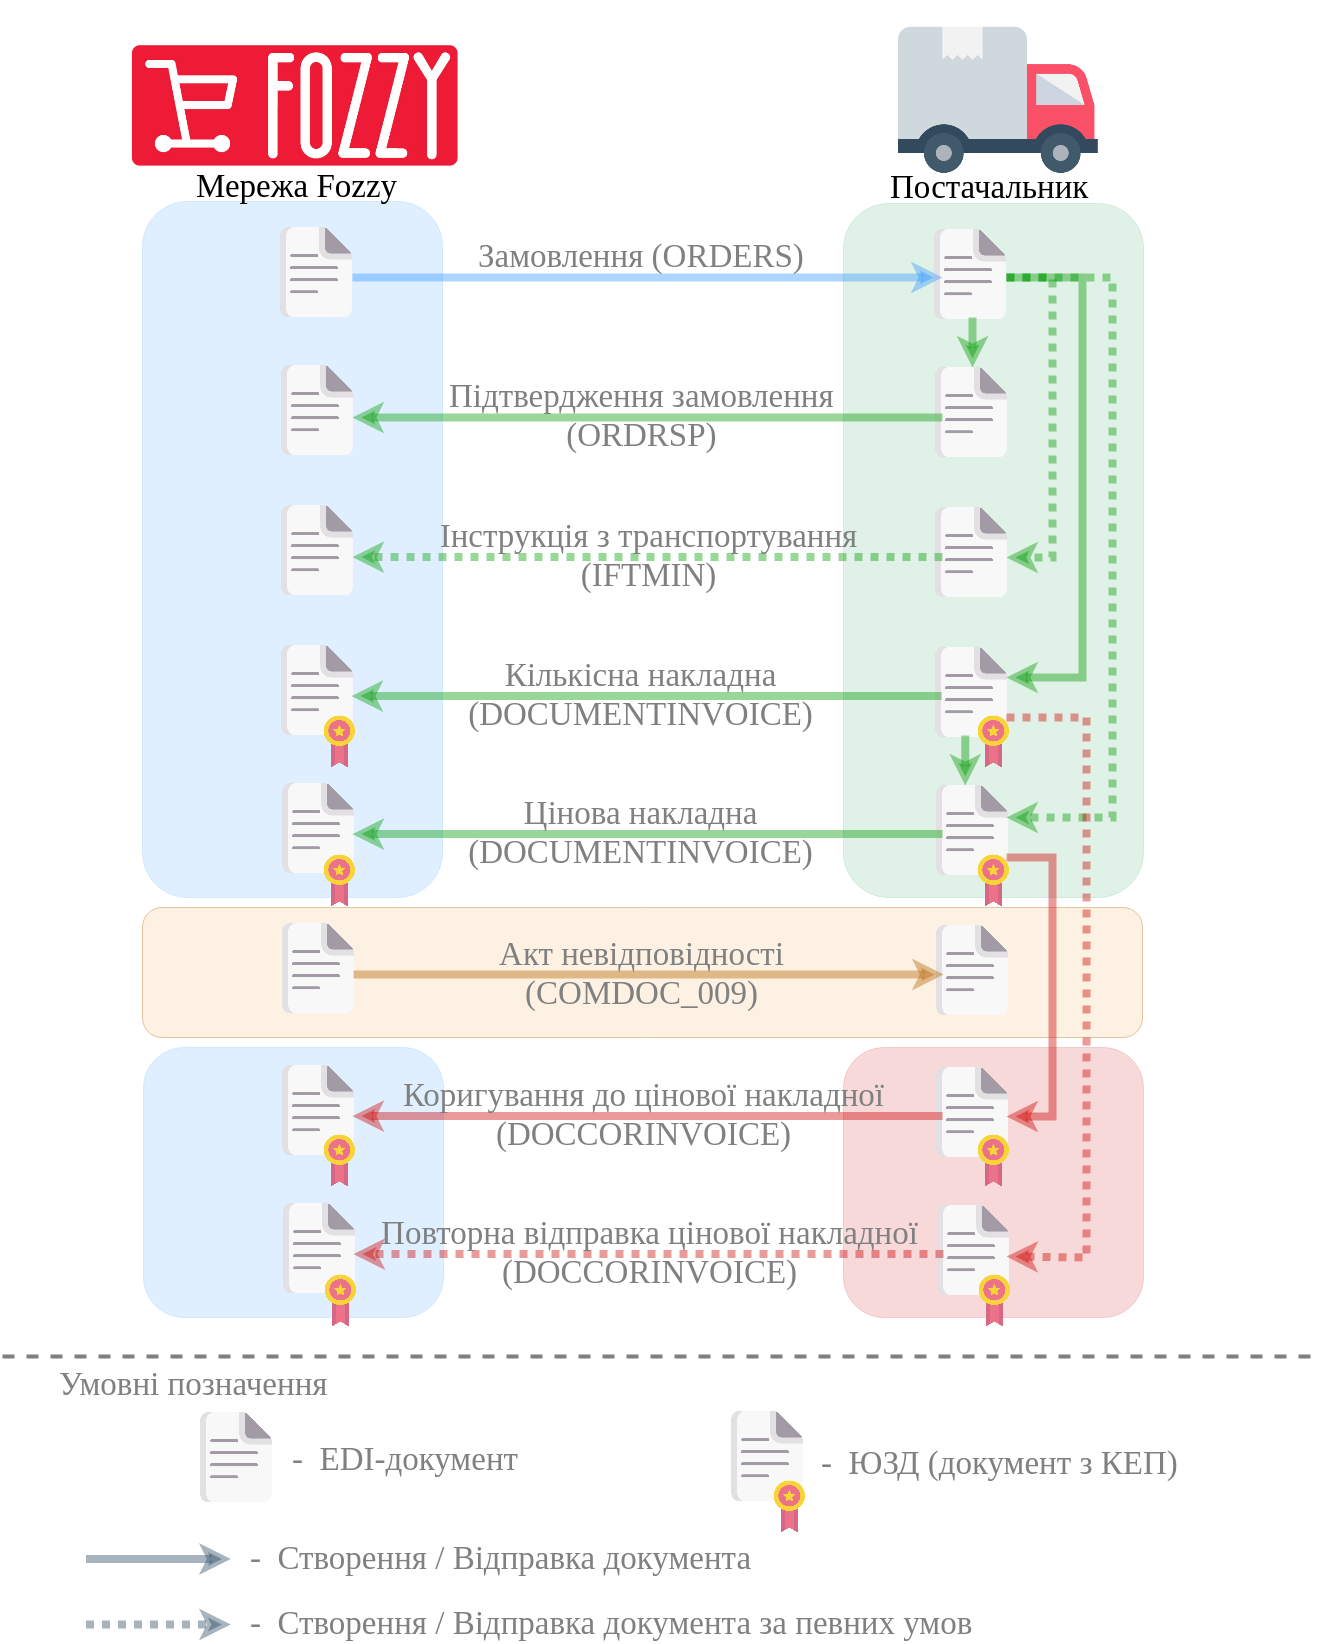 FOZZY
Мережа Fozzy
Постачальник
Замовлення (ORDERS)
Підтвердження замовлення
(ORDRSP)
Інструкція з транспортування
(IFTMIN)
Кількісна накладна
(DOCUMENTINVOICE)
Цінова накладна
(DOCUMENTINVOICE)
Акт невідповідності
(COMDOC_009)
Коригування до цінової накладної
(DOCCORINVOICE)
Повторна відправка цінової накладної
(DOCCORINVOICE)
Умовні позначення
- EDI-документ
- ЮЗД (документ з КЕП)
- Створення / Відправка документа
- Створення / Відправка документа за певних умов